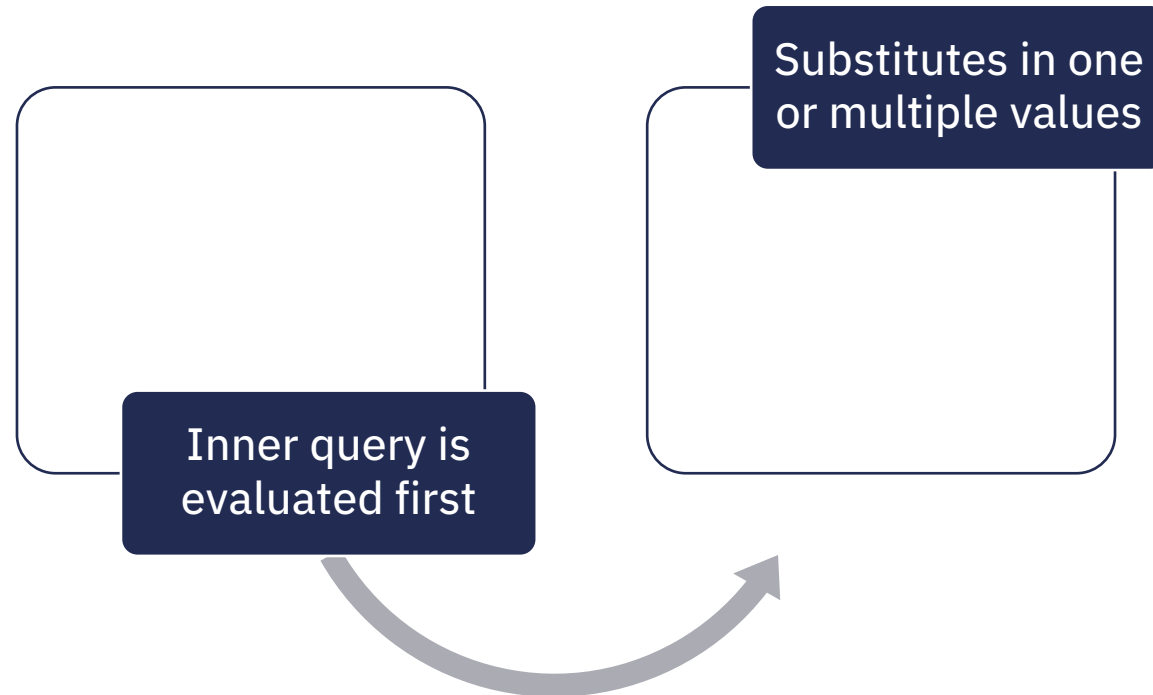 Substitutes in one
or multiple values
Inner query is
evaluated first